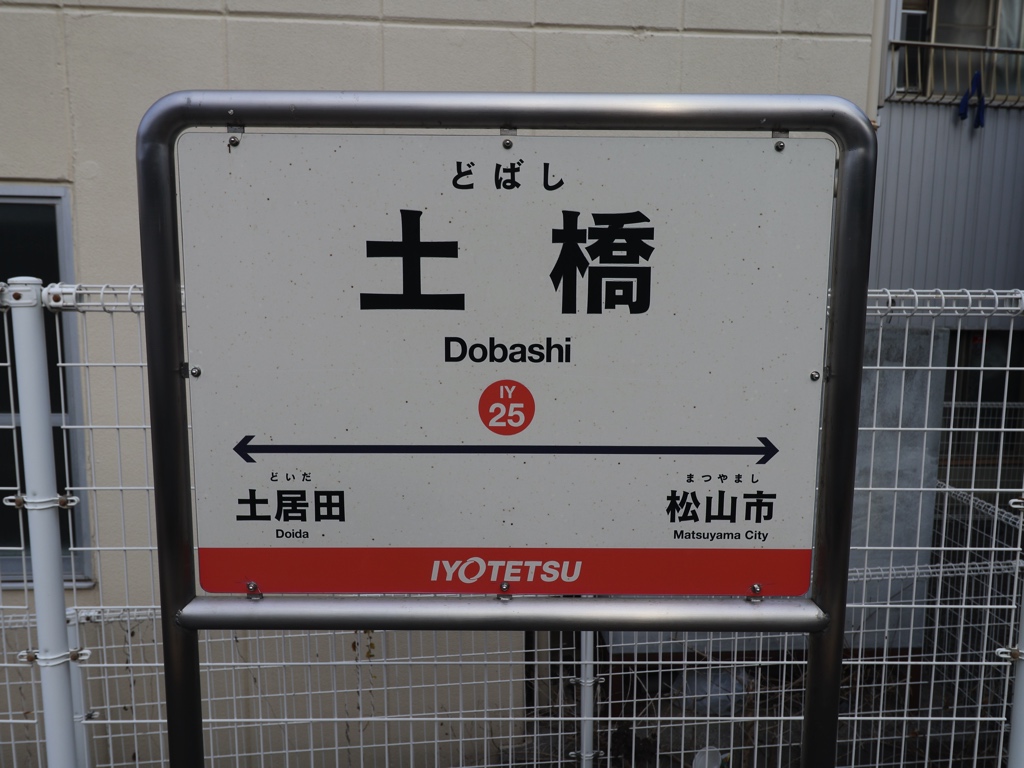 どばし
土橋
Dobashi
IY
25
どいだ
土居田
Doida
まつやまし
松山市
Matsuyama City
IYOTETSU